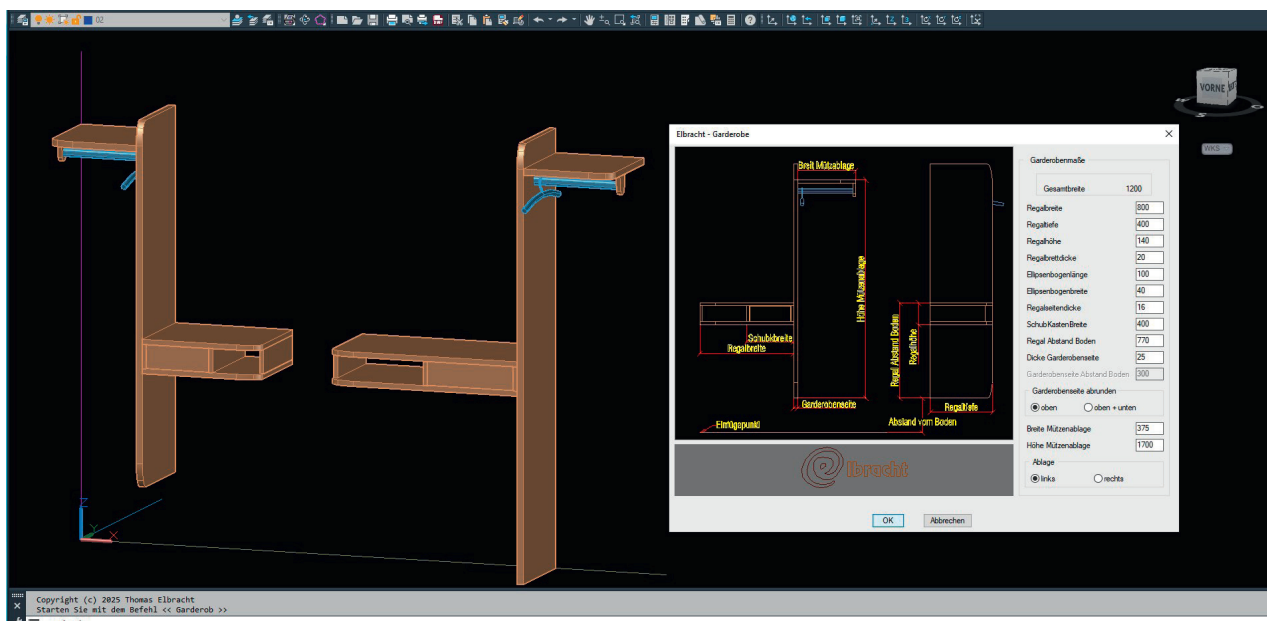 02
VORNE
WKS
Elbracht - Garderobe
Breit Mützablage
Höhe Mützenablage
Schubkbreite
Regalbreite
Regal Abstand Boden
Regalhöhe
Garderobenseite
Regaltiefe
Einfügepunkt
Abstand vom Boden
@lbracht
Garderobenmaße
Gesamtbreite 1200
Regalbreite 800
Regaltiefe 400
Regalhöhe 140
Regalbrettdicke 20
Ellipsenbogenlänge 100
Ellipsenbogenbreite 40
Regalseitendicke 16
SchubKastenBreite 400
Regal Abstand Boden 770
Dicke Garderobenseite 25
Garderobenseite Abstand Boden 300
Garderobenseite abrunden
oben oben + unten
Breite Mützenablage 375
Höhe Mützenablage 1700
Ablage
links rechts
OK Abbrechen
Z
Y
X
Copyright (c) 2025 Thomas Elbracht
Starten Sie mit dem Befehl << Garderob >>